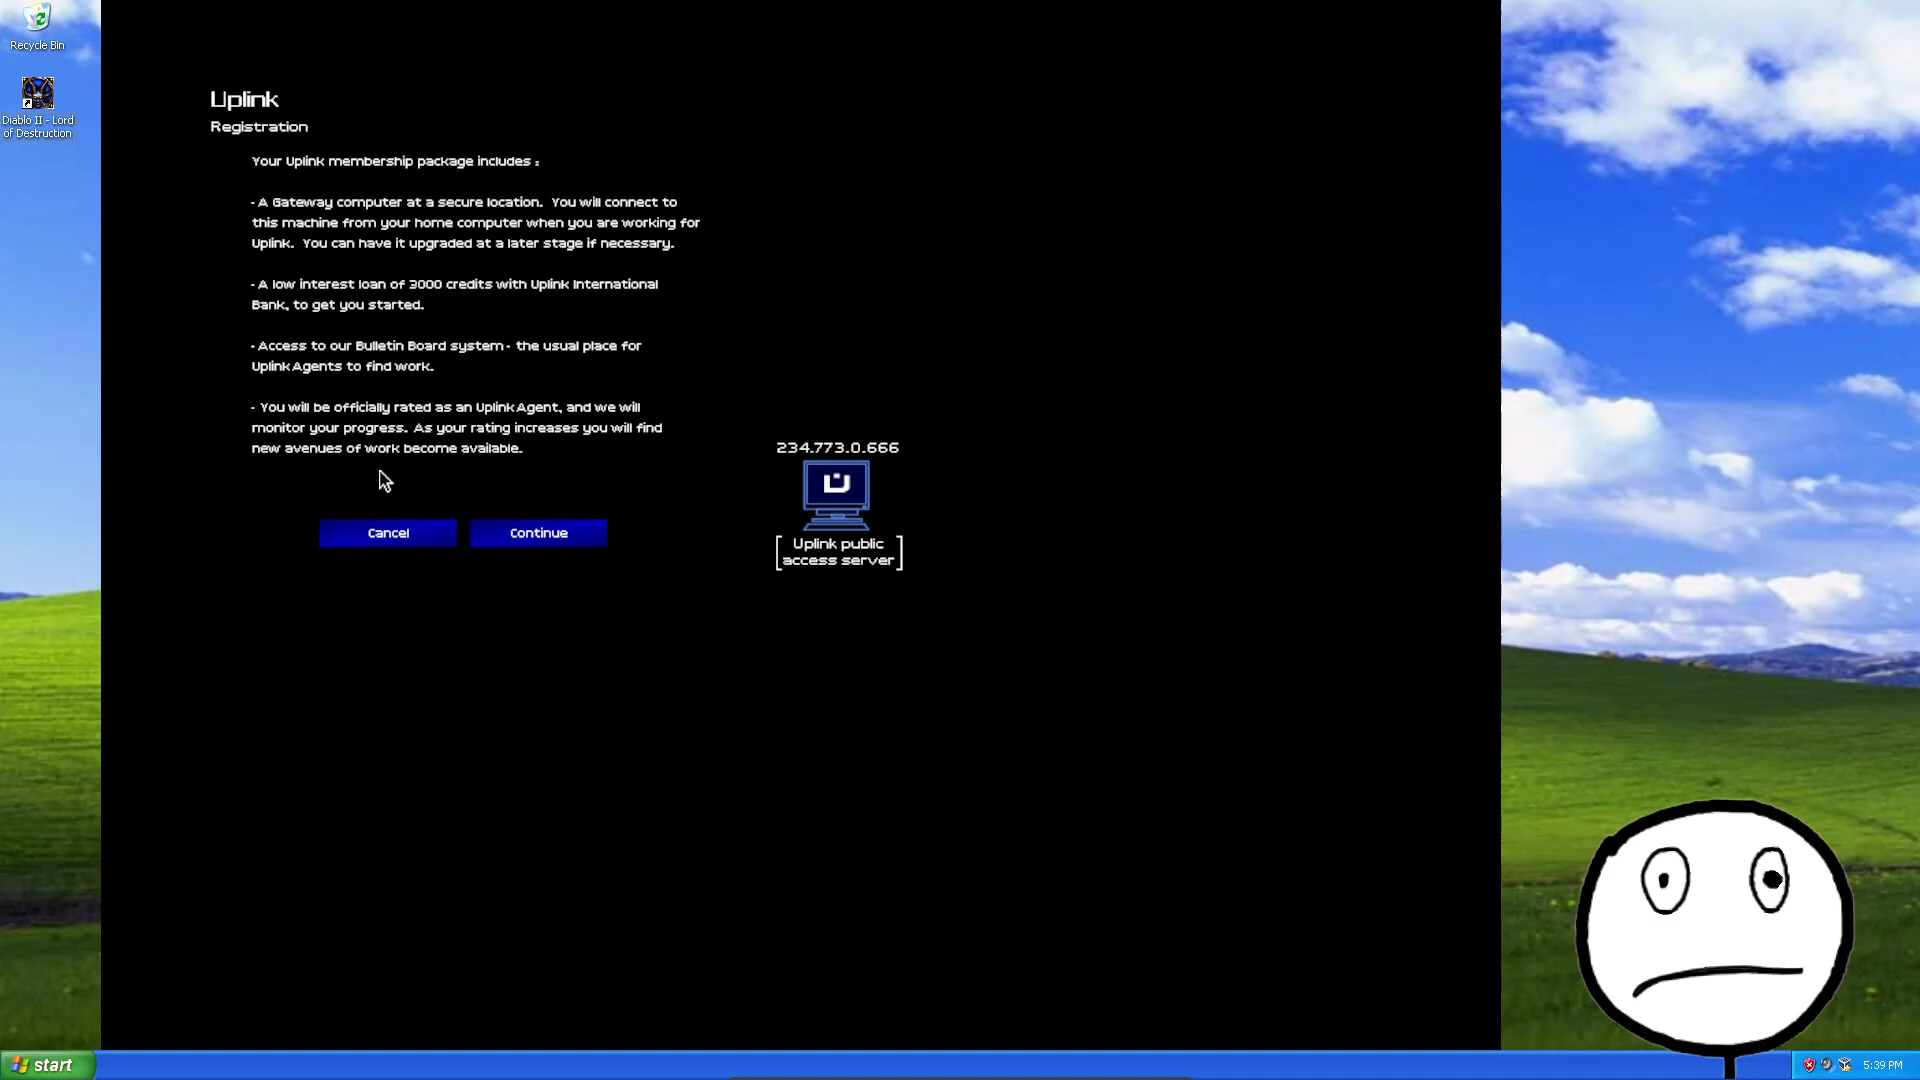 Recycle Bin
Diablo II - Lord
of Destruction
Uplink
Registration
Your Uplink membership package includes :
- A Gateway computer at a secure location.  You will connect to
this machine from your home computer when you are working for
Uplink.  You can have it upgraded at a later stage if necessary.
- A low interest loan of 3000 credits with Uplink International
Bank, to get you started.
- Access to our Bulletin Board system - the usual place for
Uplink Agents to find work.
- You will be officially rated as an Uplink Agent, and we will
monitor your progress. As your rating increases you will find
new avenues of work become available.
Cancel
Continue
234.773.0.666
Uplink public
access server
start
5:39 PM